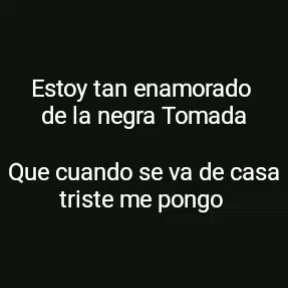 Estoy tan enamorado
de la negra Tomada
Que cuando se va de casa
triste me pongo